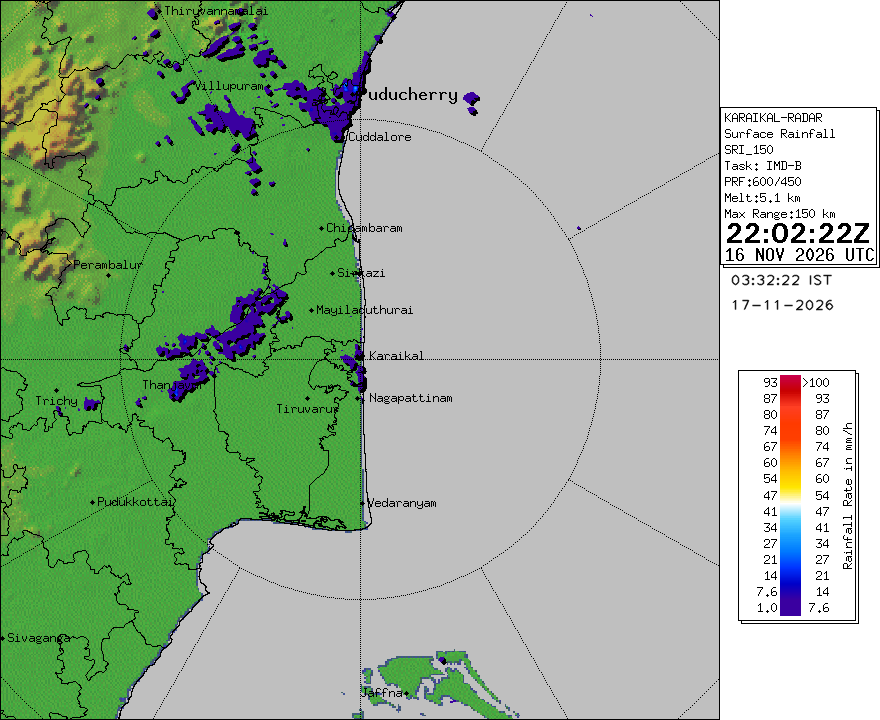 Thiruvannamalai
Villupuram
uducherry
Cuddalore
Chidambaram
Perambalur
Sirkazi
Mayiladuthurai
Karaikal
Trichy
Tiruvarur
Nagapattinam
Pudukkottai
Vedaranyam
Sivaganga
Jaffna
KARAIKAL-RADAR
Surface Rainfall
SRI_150
Task: IMD-B
PRF:600/450
Melt:5.1 km
Max Range:150 km
22:02:22Z
16 NOV 2026 UTC
03:32:22 IST
17-11-2026
93 >100
87 93
80 87
74 80
67 74
60 67
54 60
47 54
41 47
34 41
27 34
21 27
14 21
7.6 14
1.0 7.6
Rainfall Rate in mm/h